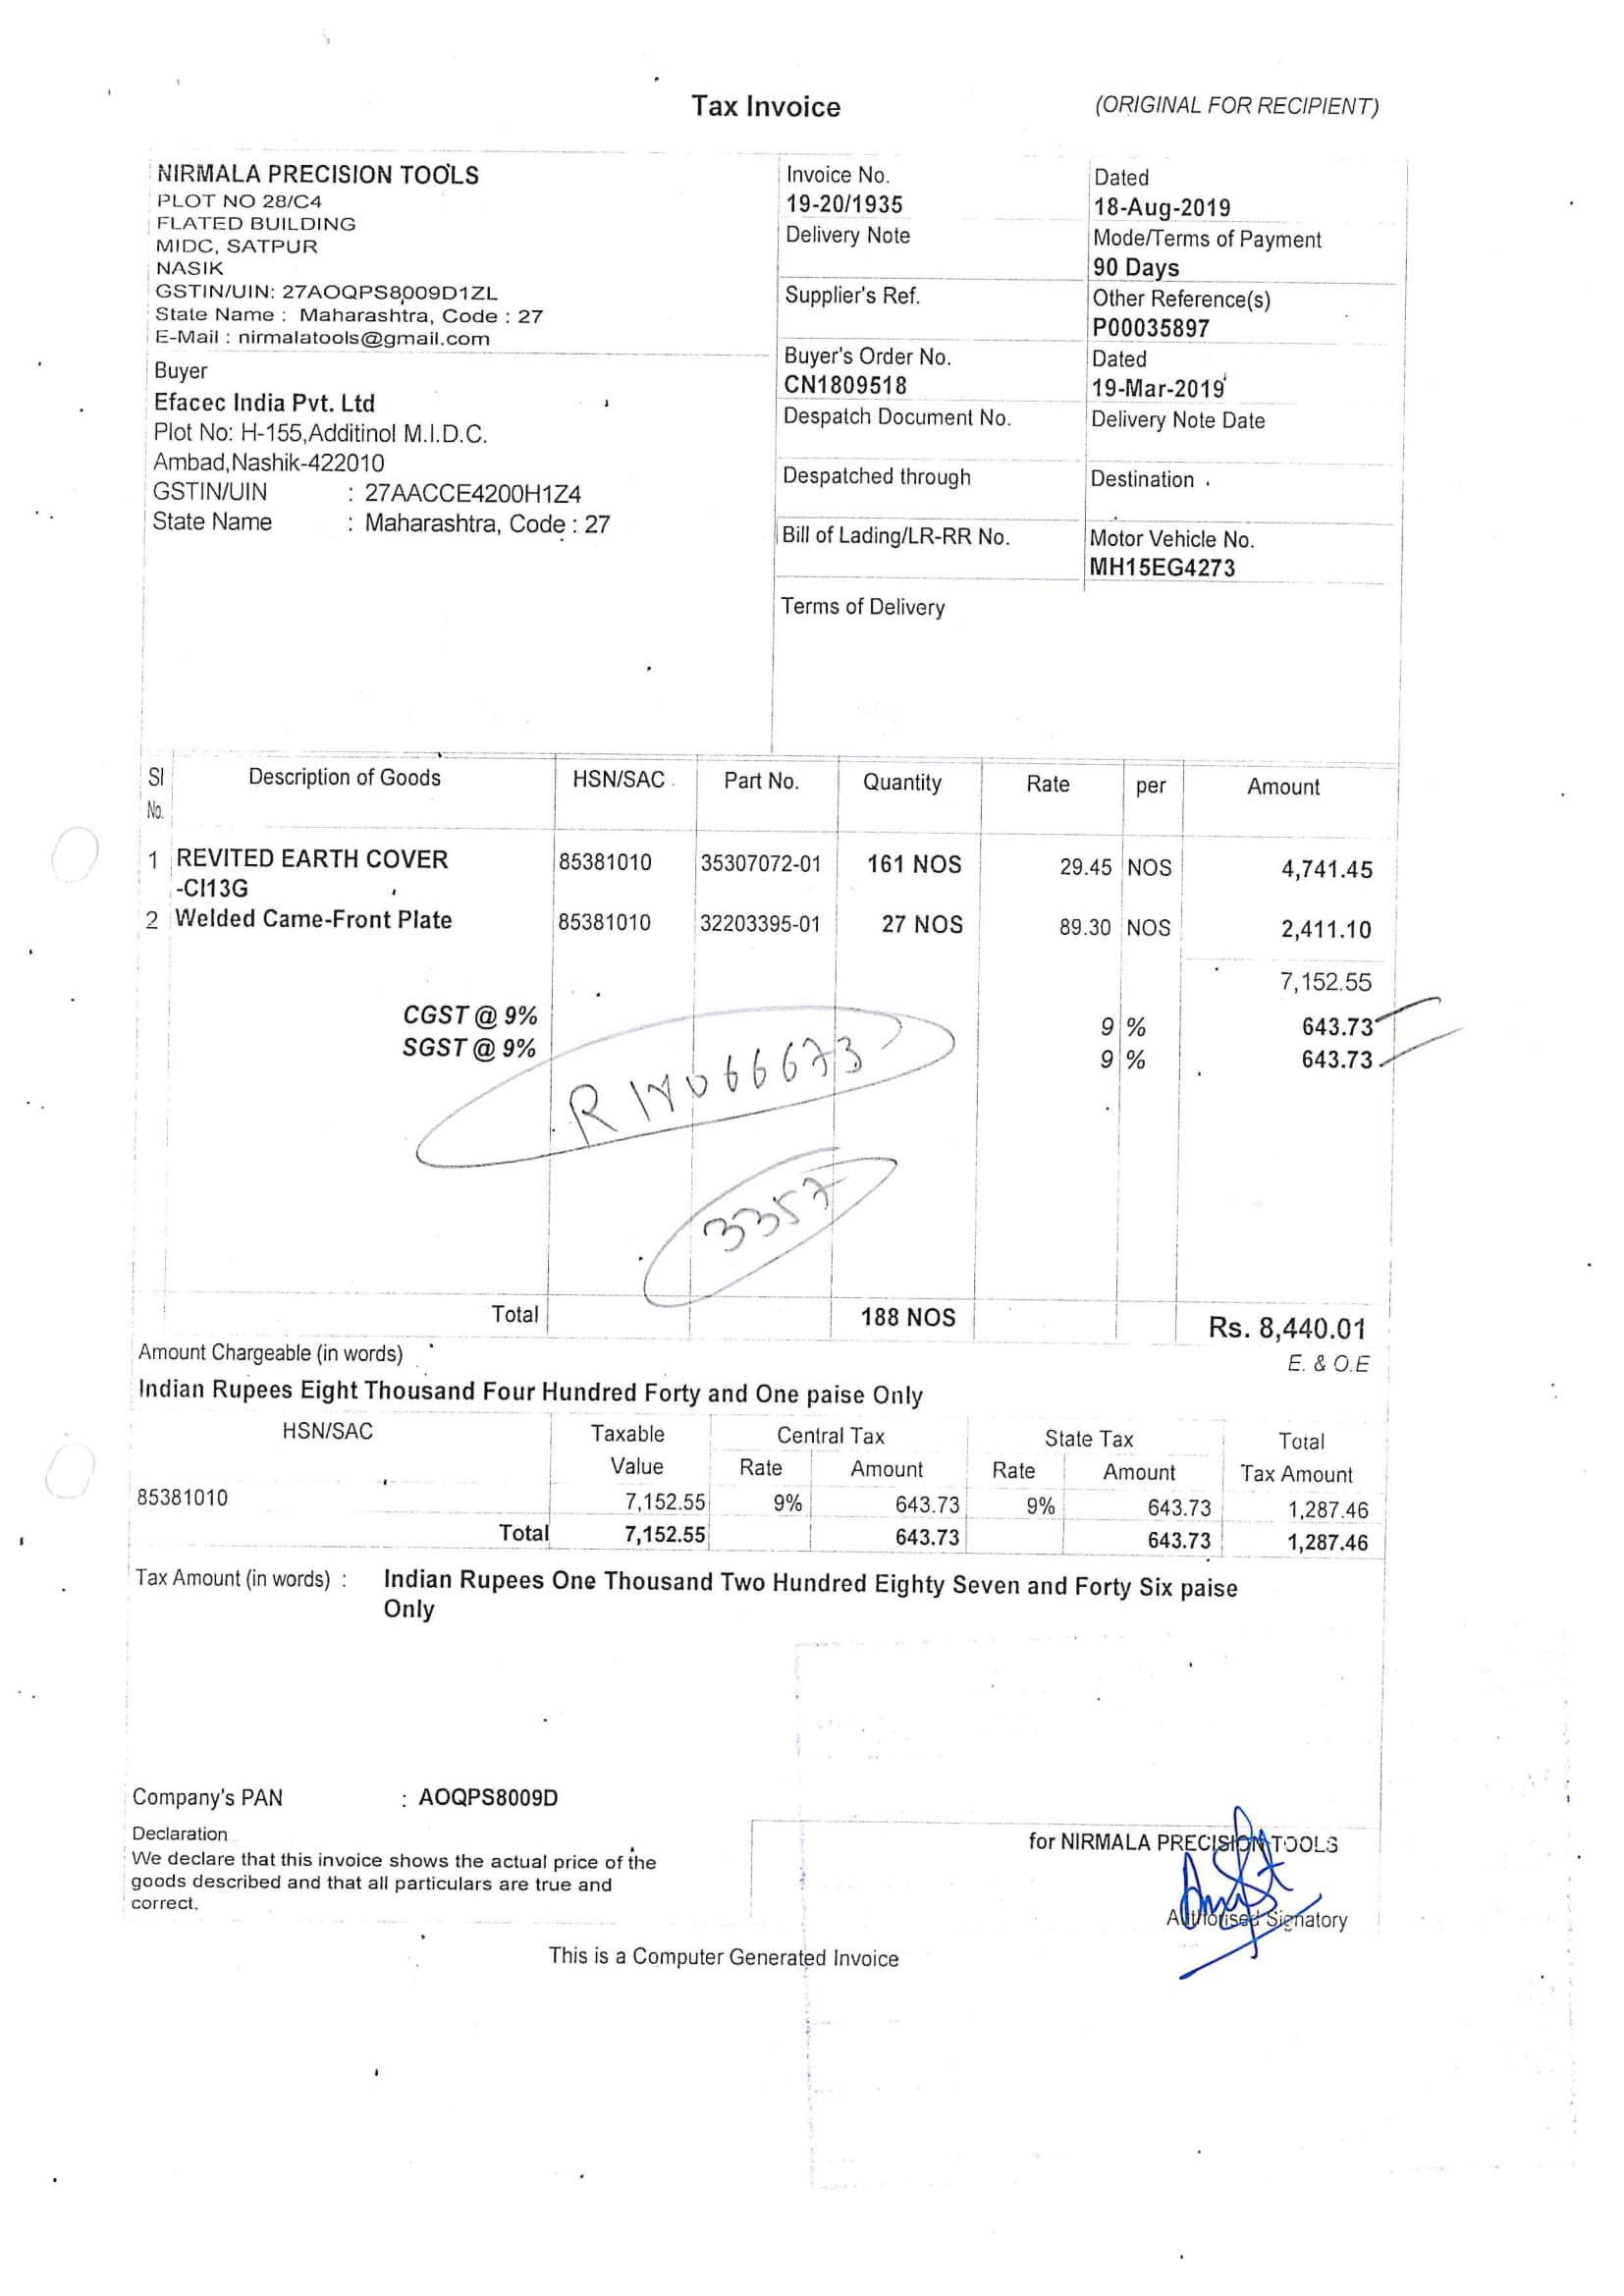 Tax Invoice (ORIGINAL FOR RECIPIENT)
NIRMALA PRECISION TOOLS
PLOT NO 28/C4
FLATED BUILDING
MIDC, SATPUR
NASIK
GSTIN/UIN: 27AOQPS8009D1ZL
State Name : Maharashtra, Code : 27
E-Mail : nirmalatools@gmail.com
Buyer
Efacec India Pvt. Ltd
Plot No: H-155,Additinol M.I.D.C.
Ambad,Nashik-422010
GSTIN/UIN : 27AACCE4200H1Z4
State Name : Maharashtra, Code : 27
Invoice No. Dated
19-20/1935 18-Aug-2019
Delivery Note Mode/Terms of Payment
90 Days
Supplier's Ref. Other Reference(s)
P00035897
Buyer's Order No. Dated
CN1809518 19-Mar-2019
Despatch Document No. Delivery Note Date
Despatched through Destination
Bill of Lading/LR-RR No. Motor Vehicle No.
MH15EG4273
Terms of Delivery
Sl Description of Goods HSN/SAC Part No. Quantity Rate per Amount
No.
1 REVITED EARTH COVER 85381010 35307072-01 161 NOS 29.45 NOS 4,741.45
-CI13G
2 Welded Came-Front Plate 85381010 32203395-01 27 NOS 89.30 NOS 2,411.10
7,152.55
CGST @ 9% 9 % 643.73
SGST @ 9% 9 % 643.73
3357
Total 188 NOS Rs. 8,440.01
Amount Chargeable (in words) E. & O.E
Indian Rupees Eight Thousand Four Hundred Forty and One paise Only
HSN/SAC Taxable Central Tax State Tax Total
Value Rate Amount Rate Amount Tax Amount
85381010 7,152.55 9% 643.73 9% 643.73 1,287.46
Total 7,152.55 643.73 643.73 1,287.46
Tax Amount (in words) : Indian Rupees One Thousand Two Hundred Eighty Seven and Forty Six paise
Only
Company's PAN : AOQPS8009D
Declaration
We declare that this invoice shows the actual price of the
goods described and that all particulars are true and
correct.
for NIRMALA PRECISION TOOLS
Authorised Signatory
This is a Computer Generated Invoice